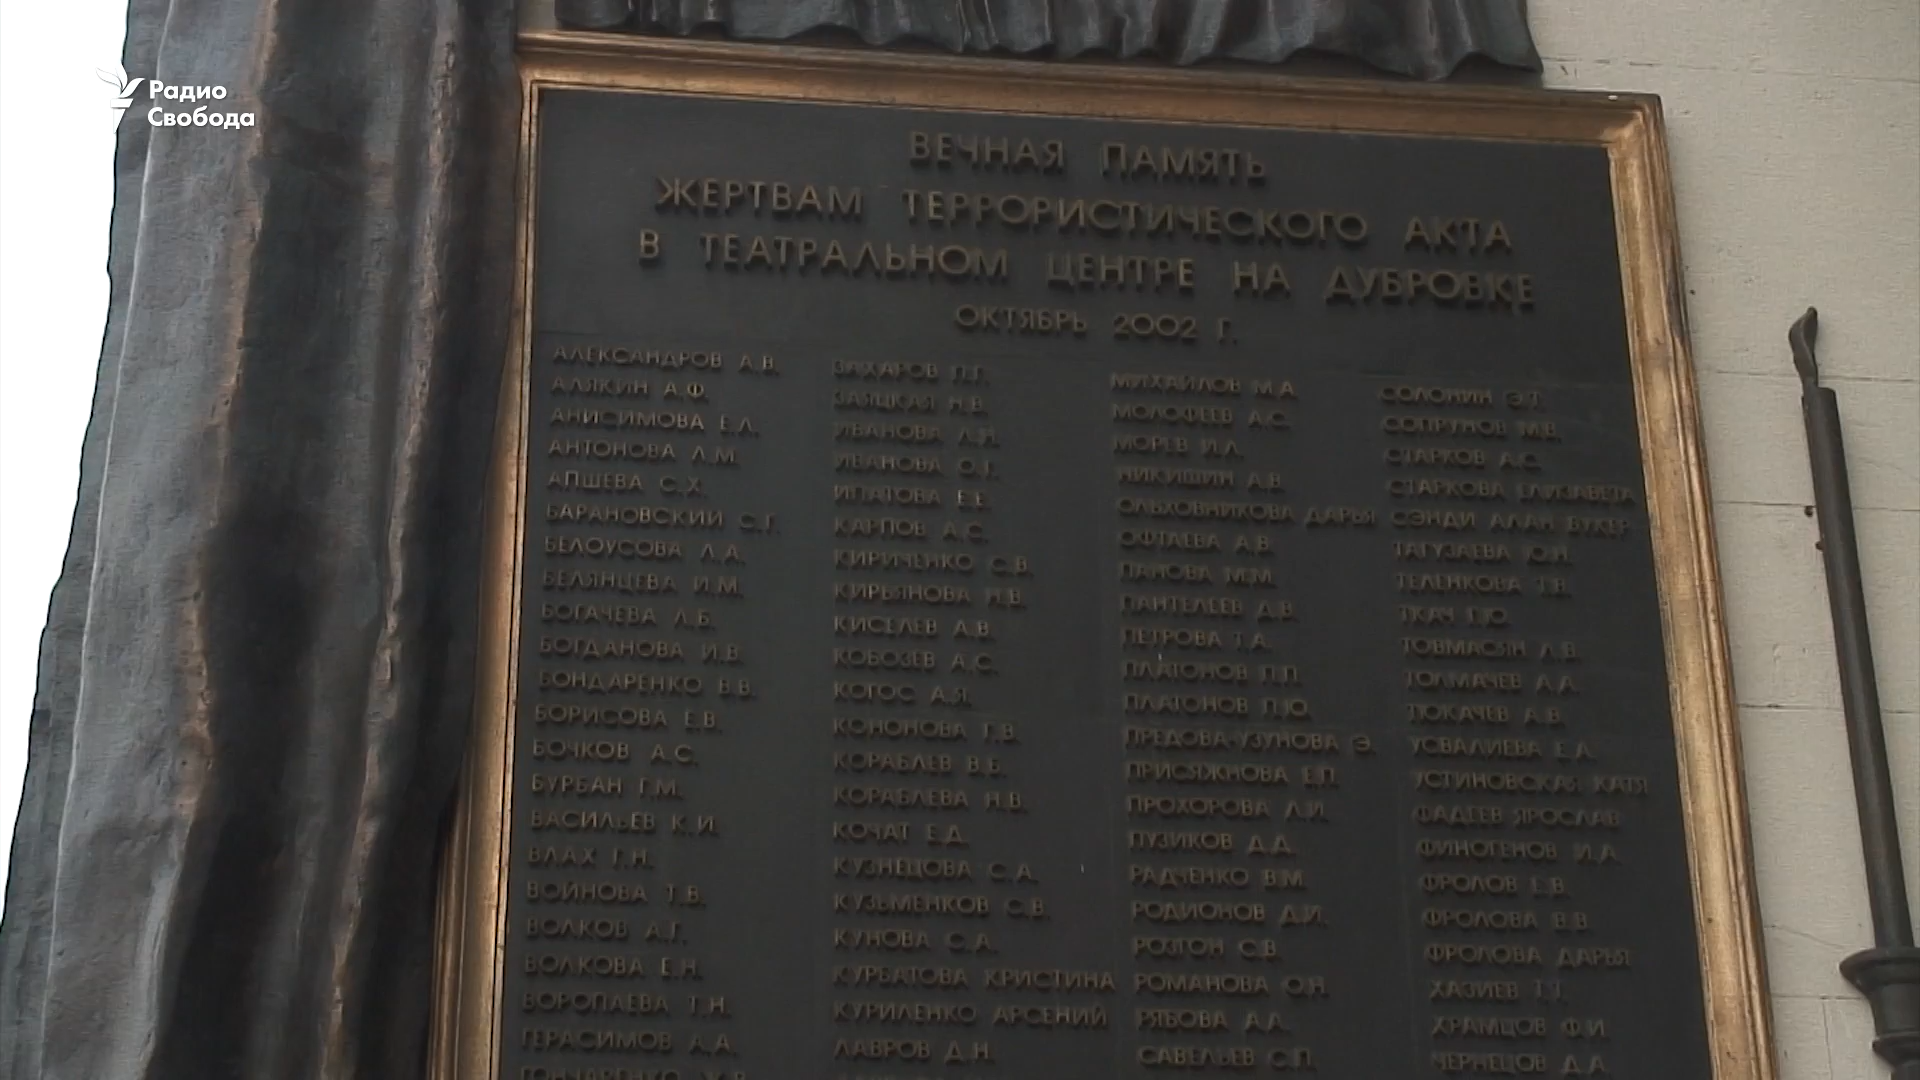 Радио
Свобода
ВЕЧНАЯ ПАМЯТЬ
ЖЕРТВАМ ТЕРРОРИСТИЧЕСКОГО АКТА
В ТЕАТРАЛЬНОМ ЦЕНТРЕ НА ДУБРОВКЕ
ОКТЯБРЬ 2002 Г.
АЛЕКСАНДРОВ А.В.
АЛЯКИН А.Ф.
АНИСИМОВА Е.А.
АНТОНОВА Л.М.
АПШЕВА С.Х.
БАРАНОВСКИЙ С.Г.
БЕЛОУСОВА Л.А.
БЕЛЯНЦЕВА И.М.
БОГАЧЕВА Л.Б.
БОГДАНОВА И.В.
БОНДАРЕНКО В.В.
БОРИСОВА Е.В.
БОЧКОВ А.С.
БУРБАН Г.М.
ВАСИЛЬЕВ К.И.
ВЛАХ Г.Н.
ВОЙНОВА Т.В.
ВОЛКОВ А.Г.
ВОЛКОВА Е.Н.
ВОРОПАЕВА Т.Н.
ГЕРАСИМОВ А.А.
ЗАХАРОВ П.Г.
ЗАЯЦКАЯ Н.В.
ИВАНОВА Л.Н.
ИВАНОВА О.Г.
ИПАТОВА Е.Е.
КАРПОВ А.С.
КИРИЧЕНКО С.В.
КИРЬЯНОВА Н.В.
КИСЕЛЕВ А.В.
КОБОЗЕВ А.С.
КОГОС А.Я.
КОНОНОВА Г.В.
КОРАБЛЕВ В.Б.
КОРАБЛЕВА Н.В.
КОЧАТ Е.Д.
КУЗНЕЦОВА С.А.
КУЗЬМЕНКОВ С.В.
КУНОВА С.А.
КУРБАТОВА КРИСТИНА
КУРИЛЕНКО АРСЕНИЙ
ЛАВРОВ Д.Н.
МИХАЙЛОВ М.А.
МОЛОФЕЕВ А.С.
МОРЕВ И.А.
НИКИШИН А.В.
ОЛЬХОВНИКОВА ДАРЬЯ
ОФТАЕВА А.В.
ПАНОВА М.М.
ПАНТЕЛЕЕВ Д.В.
ПЕТРОВА Т.А.
ПЛАТОНОВ П.П.
ПЛАТОНОВ П.Ю.
ПРЕДОВА-УЗУНОВА Э.
ПРИСЯЖНОВА Е.П.
ПРОХОРОВА Л.И.
ПУЗИКОВ Д.Д.
РАДЧЕНКО В.М.
РОДИОНОВ Д.И.
РОЗГОН С.В.
РОМАНОВА О.Н.
РЯБОВА А.А.
САВЕЛЬЕВ С.П.
СОЛОНИН Э.Т.
СОПРУНОВ М.В.
СТАРКОВ А.С.
СТАРКОВА ЕЛИЗАВЕТА
СЭНДИ АЛАН БУКЕР
ТАГУЗАЕВА Ю.Н.
ТЕЛЕНКОВА Т.В.
ТКАЧ Г.Ю.
ТОВМАСЯН Л.В.
ТОЛМАЧЕВ А.А.
ТЮКАЧЕВ А.В.
УСВАЛИЕВА Е.А.
УСТИНОВСКАЯ КАТЯ
ФАДЕЕВ ЯРОСЛАВ
ФИНОГЕНОВ И.А.
ФРОЛОВ Е.В.
ФРОЛОВА В.В.
ФРОЛОВА ДАРЬЯ
ХАЗИЕВ Т.Т.
ХРАМЦОВ Ф.И.
ЧЕРНЕЦОВ Д.А.